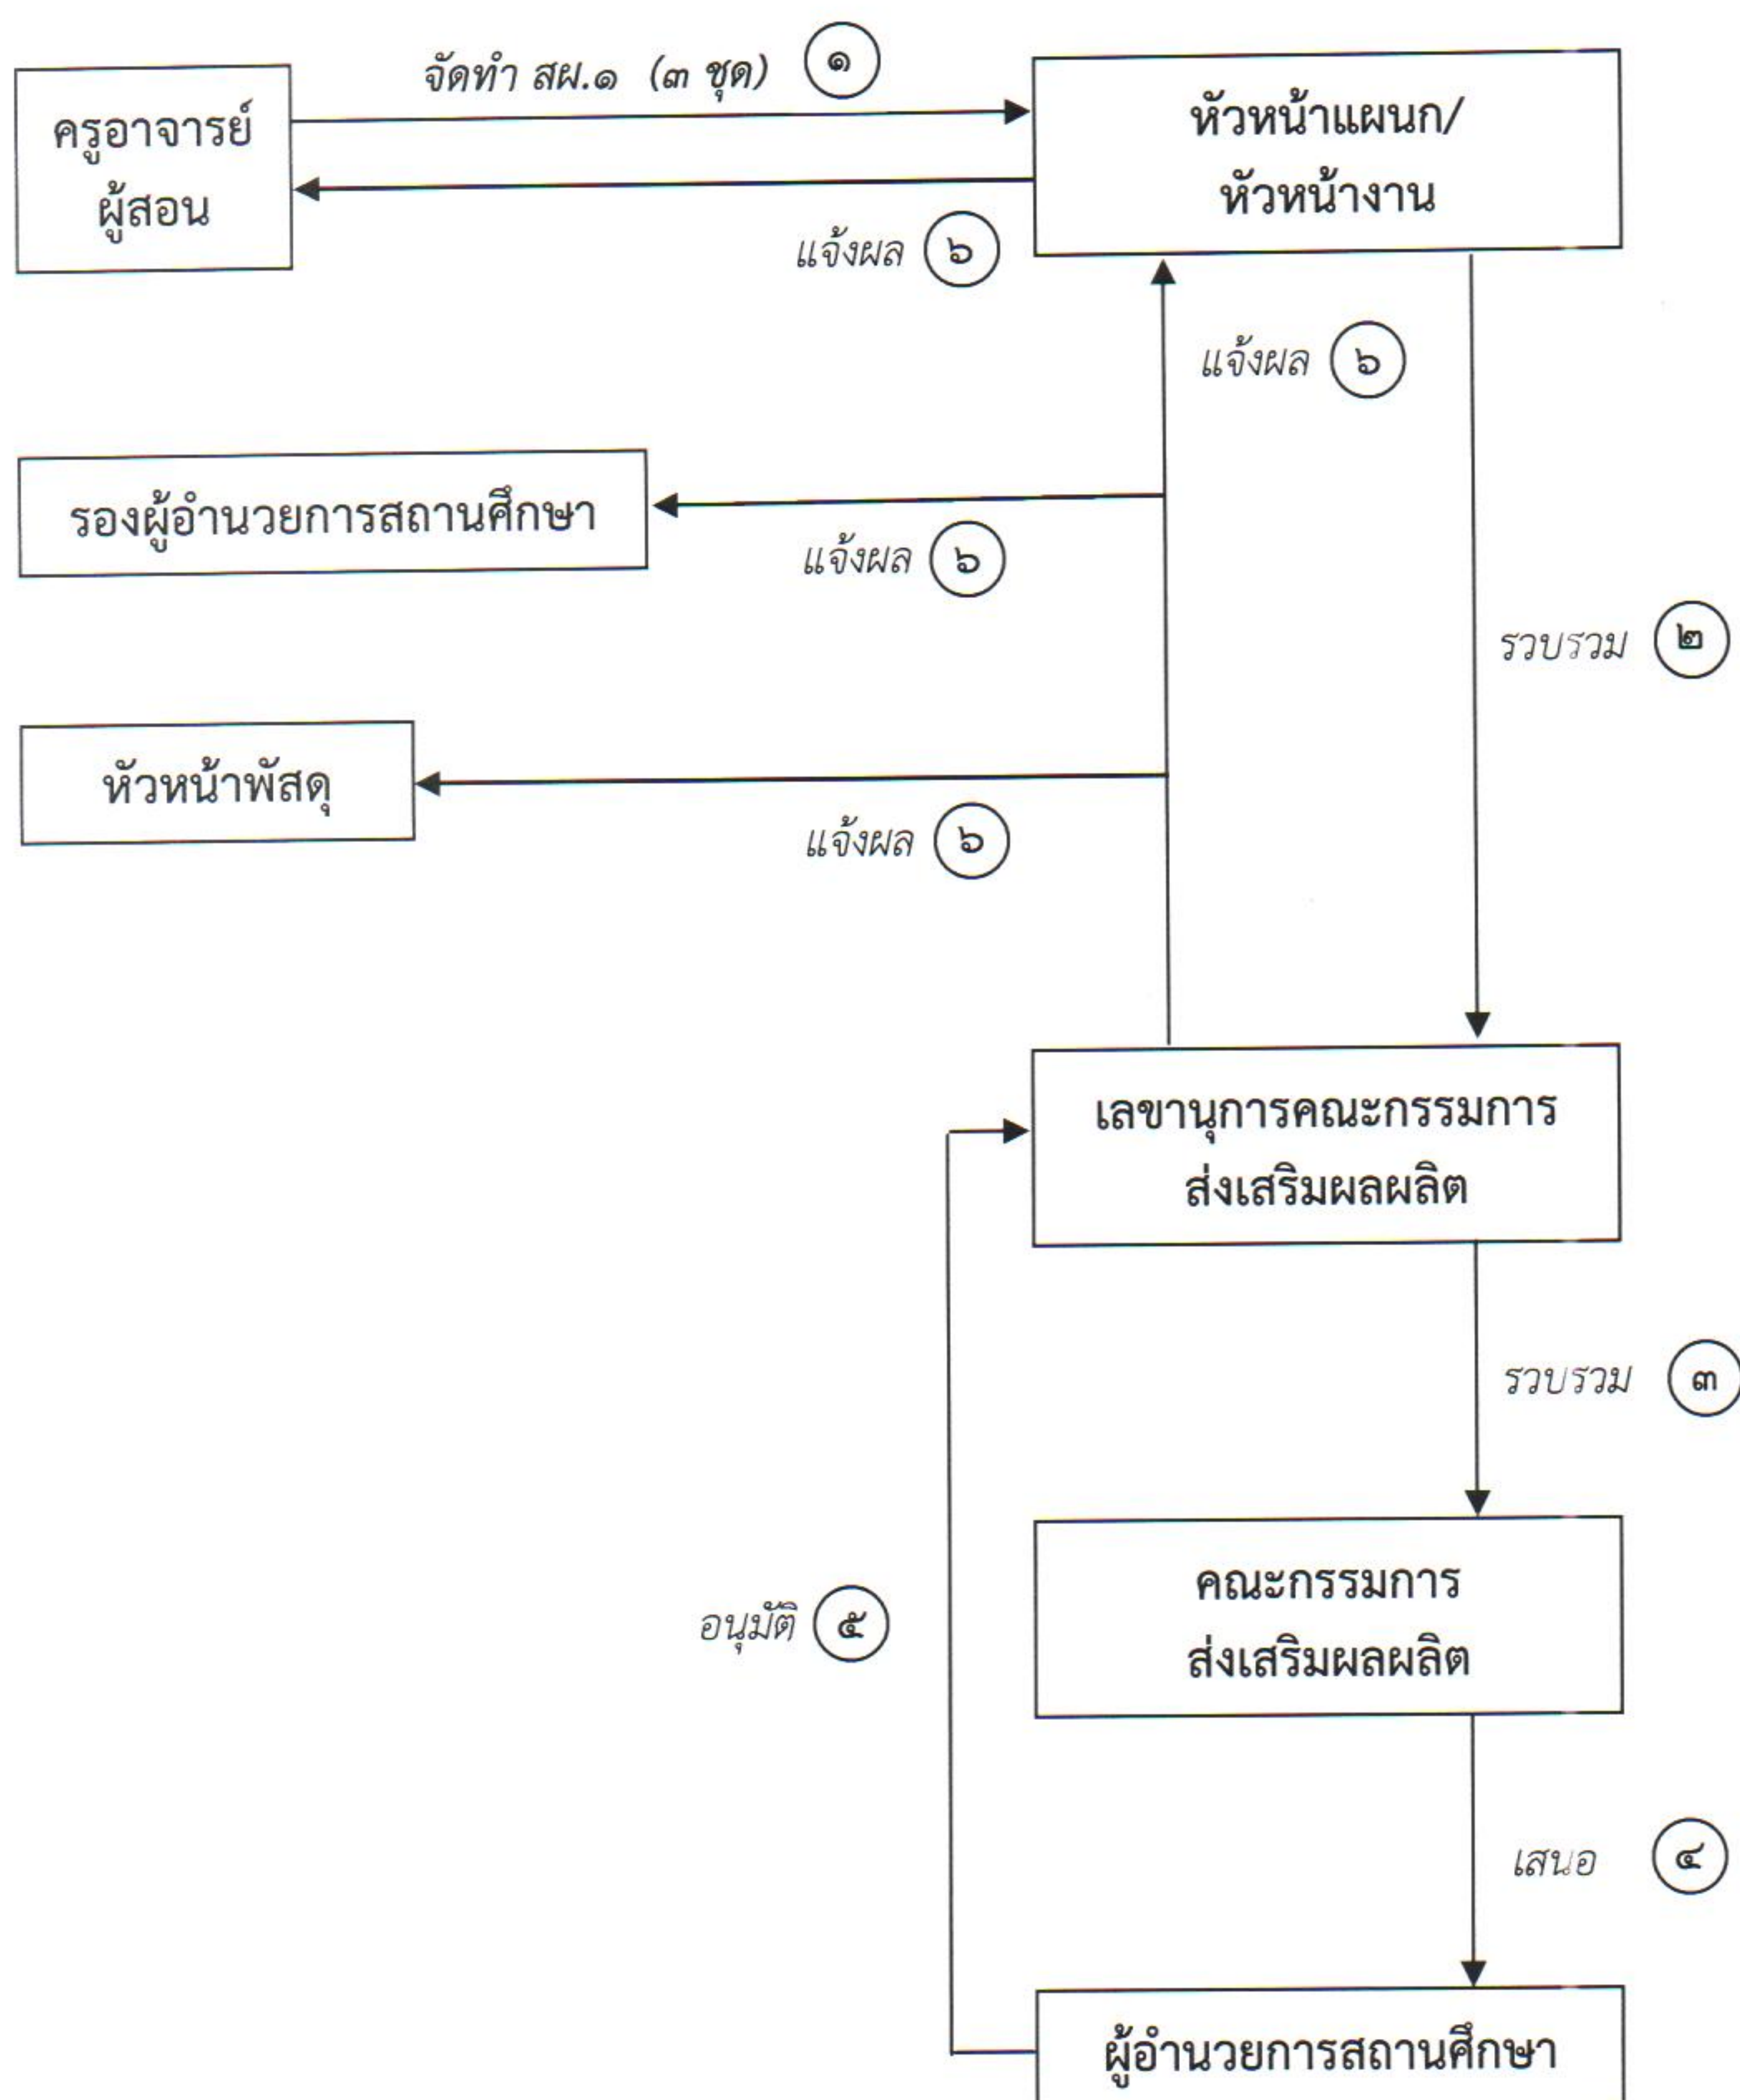 จัดทำ สผ.๑ (๓ ชุด) ๑
ครูอาจารย์
ผู้สอน
หัวหน้าแผนก/
หัวหน้างาน
แจ้งผล ๖
แจ้งผล ๖
รองผู้อำนวยการสถานศึกษา
แจ้งผล ๖
รวบรวม ๒
หัวหน้าพัสดุ
แจ้งผล ๖
เลขานุการคณะกรรมการ
ส่งเสริมผลผลิต
รวบรวม ๓
คณะกรรมการ
ส่งเสริมผลผลิต
อนุมัติ ๕
เสนอ ๔
ผู้อำนวยการสถานศึกษา